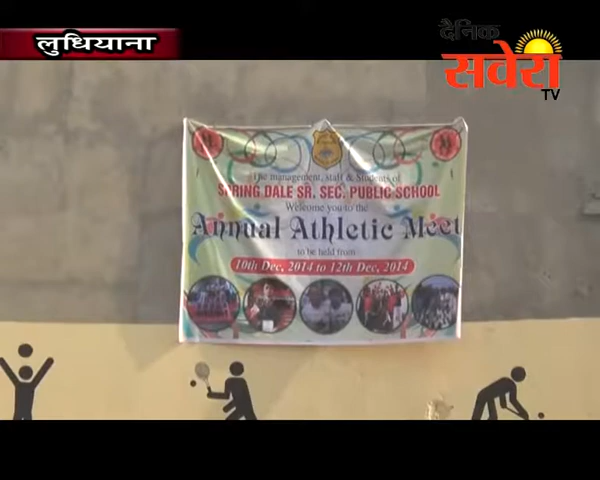 लुधियाना
दैनिक
सवेरा
TV
The management, staff & Students of
SPRING DALE SR. SEC. PUBLIC SCHOOL
Welcome you to the
Annual Athletic Meet
to be held from
10th Dec, 2014 to 12th Dec, 2014